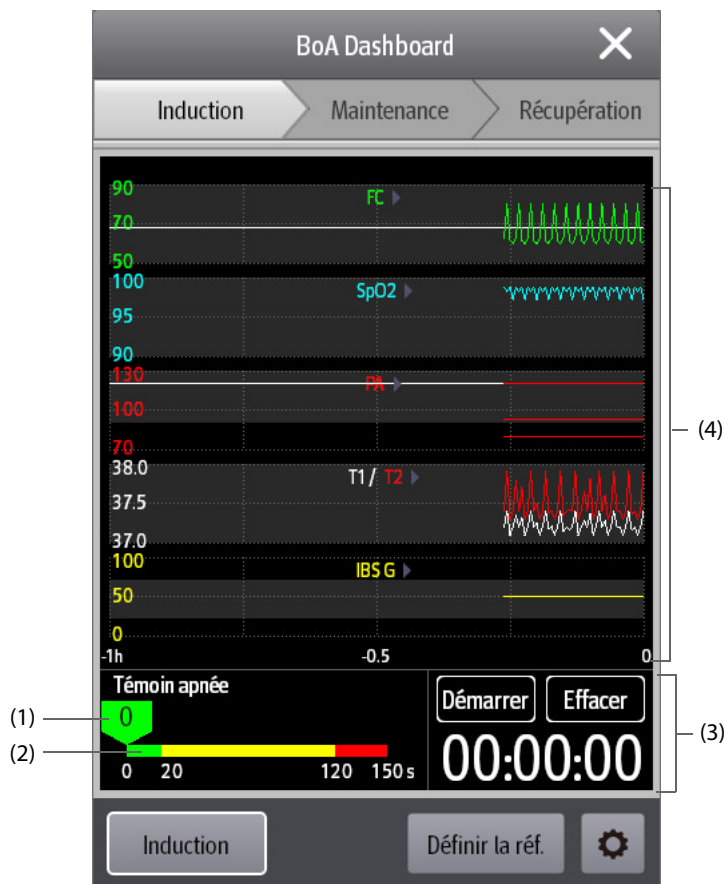 BoA Dashboard
Induction Maintenance Récupération
90
FC
70
50
100
SpO2
95
90
130
PA
100
70
38.0
T1 / T2
37.5
37.0
100
IBS G
50
0
-1h -0.5 0
(4)
Témoin apnée
Démarrer Effacer
(1)
0
(2)
(3)
00:00:00
0 20 120 150 s
Induction Définir la réf.